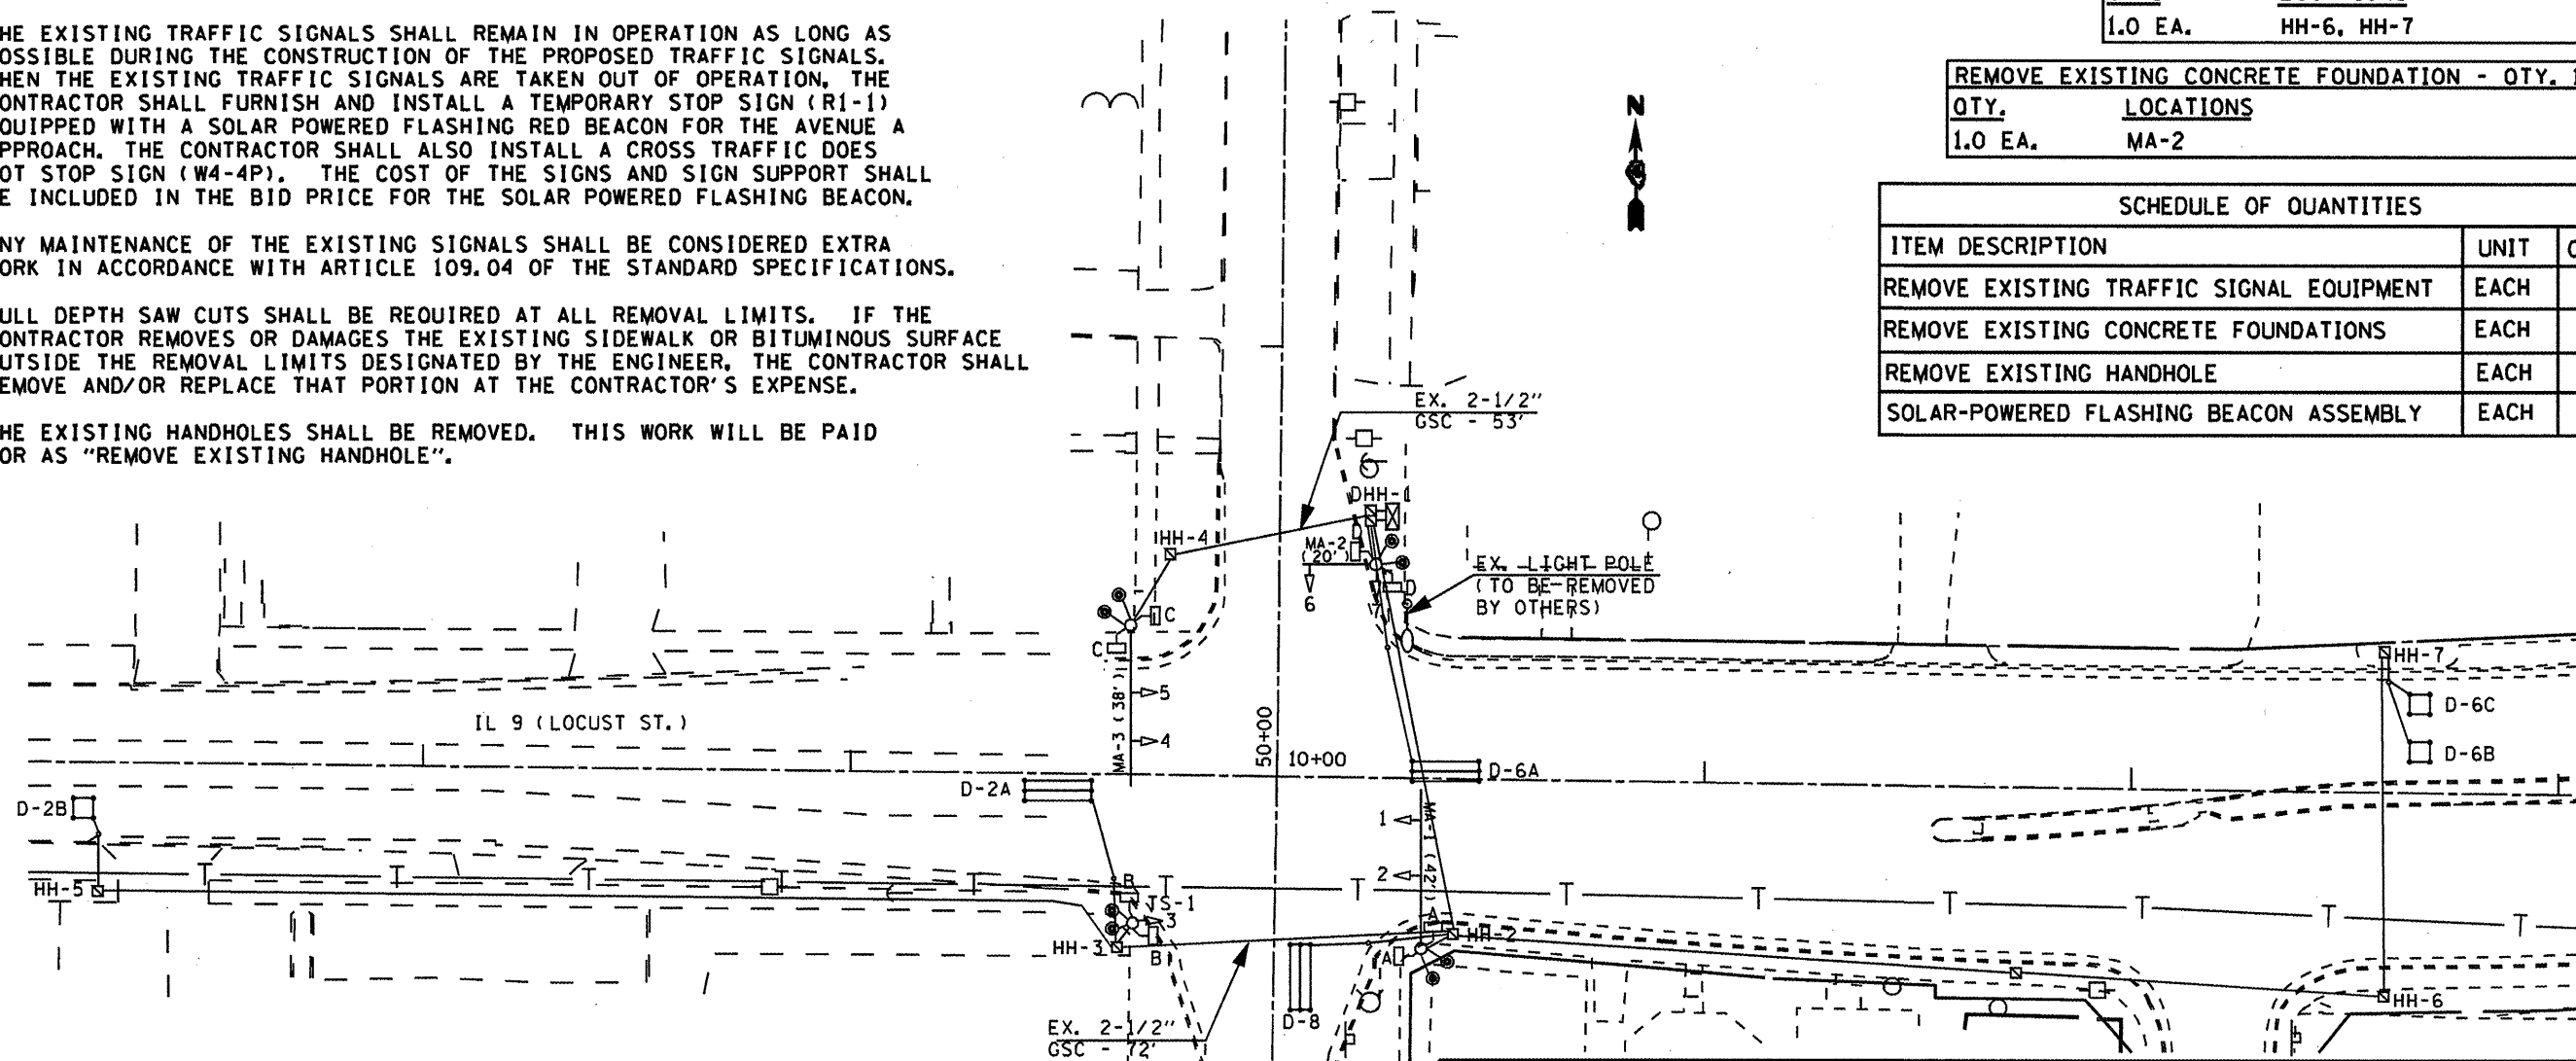 HE EXISTING TRAFFIC SIGNALS SHALL REMAIN IN OPERATION AS LONG AS
OSSIBLE DURING THE CONSTRUCTION OF THE PROPOSED TRAFFIC SIGNALS.
HEN THE EXISTING TRAFFIC SIGNALS ARE TAKEN OUT OF OPERATION, THE
ONTRACTOR SHALL FURNISH AND INSTALL A TEMPORARY STOP SIGN (R1-1)
QUIPPED WITH A SOLAR POWERED FLASHING RED BEACON FOR THE AVENUE A
PPROACH. THE CONTRACTOR SHALL ALSO INSTALL A CROSS TRAFFIC DOES
OT STOP SIGN (W4-4P). THE COST OF THE SIGNS AND SIGN SUPPORT SHALL
E INCLUDED IN THE BID PRICE FOR THE SOLAR POWERED FLASHING BEACON.
NY MAINTENANCE OF THE EXISTING SIGNALS SHALL BE CONSIDERED EXTRA
ORK IN ACCORDANCE WITH ARTICLE 109.04 OF THE STANDARD SPECIFICATIONS.
ULL DEPTH SAW CUTS SHALL BE REQUIRED AT ALL REMOVAL LIMITS. IF THE
ONTRACTOR REMOVES OR DAMAGES THE EXISTING SIDEWALK OR BITUMINOUS SURFACE
UTSIDE THE REMOVAL LIMITS DESIGNATED BY THE ENGINEER, THE CONTRACTOR SHALL
EMOVE AND/OR REPLACE THAT PORTION AT THE CONTRACTOR'S EXPENSE.
HE EXISTING HANDHOLES SHALL BE REMOVED. THIS WORK WILL BE PAID
OR AS "REMOVE EXISTING HANDHOLE".
1.0 EA. HH-6, HH-7
REMOVE EXISTING CONCRETE FOUNDATION - QTY.
QTY. LOCATIONS
1.0 EA. MA-2
SCHEDULE OF QUANTITIES
ITEM DESCRIPTION UNIT
REMOVE EXISTING TRAFFIC SIGNAL EQUIPMENT EACH
REMOVE EXISTING CONCRETE FOUNDATIONS EACH
REMOVE EXISTING HANDHOLE EACH
SOLAR-POWERED FLASHING BEACON ASSEMBLY EACH
N
EX. 2-1/2"
GSC - 53'
DHH-1
HH-4
MA-2
(20')
6
D
7
EX. LIGHT POLE
(TO BE REMOVED
BY OTHERS)
C
C
HH-7
MA-3 (38')
5
4
IL 9 (LOCUST ST.)
D-6C
D-6B
50+00
10+00
D-6A
D-2A
D-2B
1
2
MA-1 (42')
HH-5
B
TS-1
3
HH-3
B
A
HH-2
A
D-8
HH-6
EX. 2-1/2"
GSC - 72'